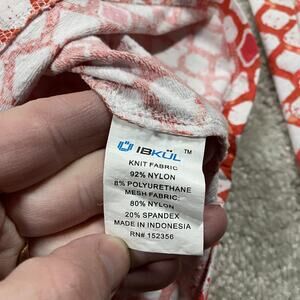 IBKÜL™
KNIT FABRIC
92% NYLON
8% POLYURETHANE
MESH FABRIC:
80% NYLON
20% SPANDEX
MADE IN INDONESIA
RN# 152356